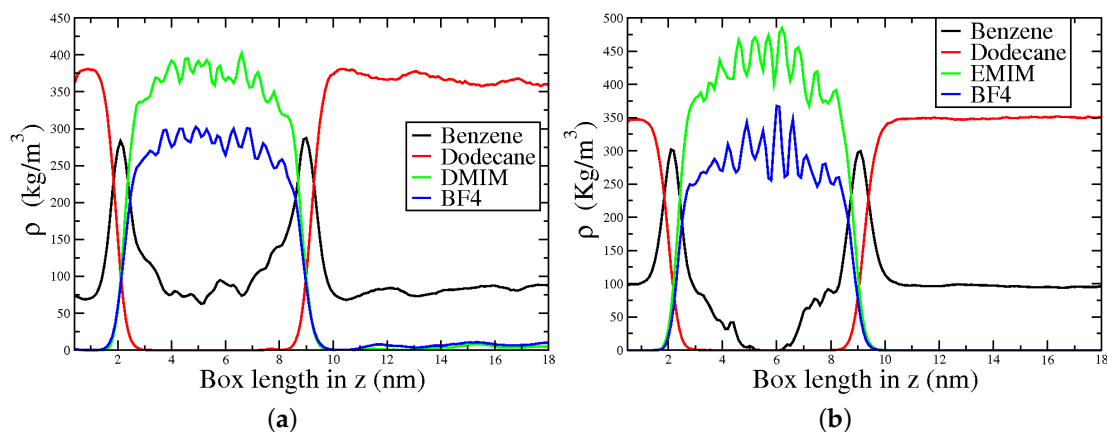 450
400
350
300
250
200
150
100
50
0
ρ (kg/m³)
Benzene
Dodecane
DMIM
BF4
2 4 6 8 10 12 14 16 18
Box length in z (nm)
(a)
500
450
400
350
300
250
200
150
100
50
0
ρ (Kg/m³)
Benzene
Dodecane
EMIM
BF4
2 4 6 8 10 12 14 16 18
Box length in z (nm)
(b)